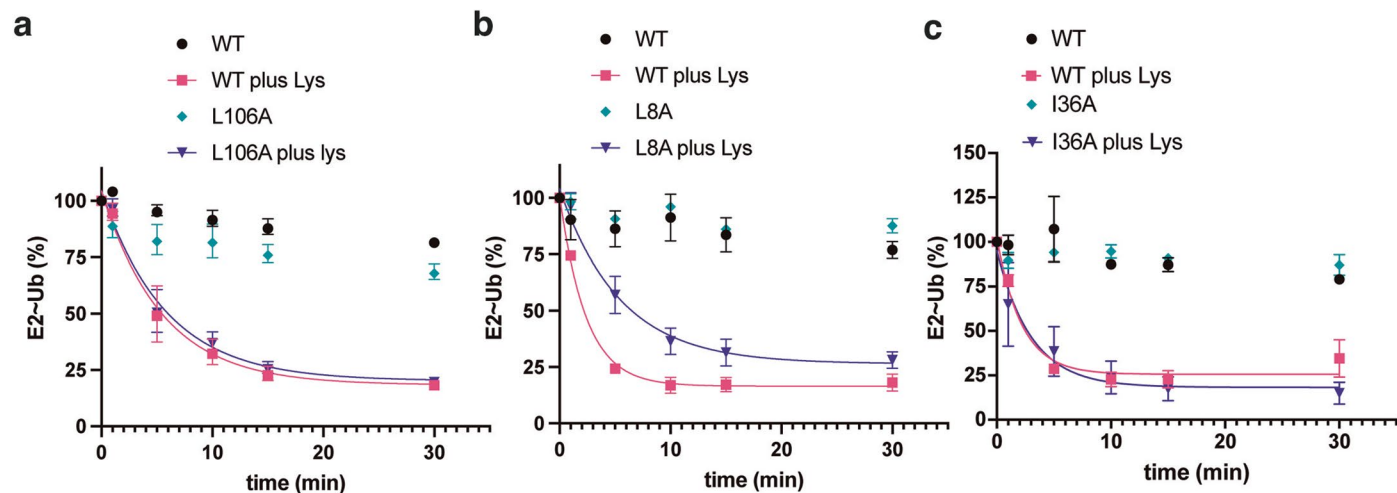 a
WT
WT plus Lys
L106A
L106A plus lys
E2~Ub (%)
100
75
50
25
0
0
10
20
30
time (min)
b
WT
WT plus Lys
L8A
L8A plus Lys
E2~Ub (%)
100
75
50
25
0
0
10
20
30
time (min)
c
WT
WT plus Lys
I36A
I36A plus Lys
E2~Ub (%)
150
125
100
75
50
25
0
0
10
20
30
time (min)